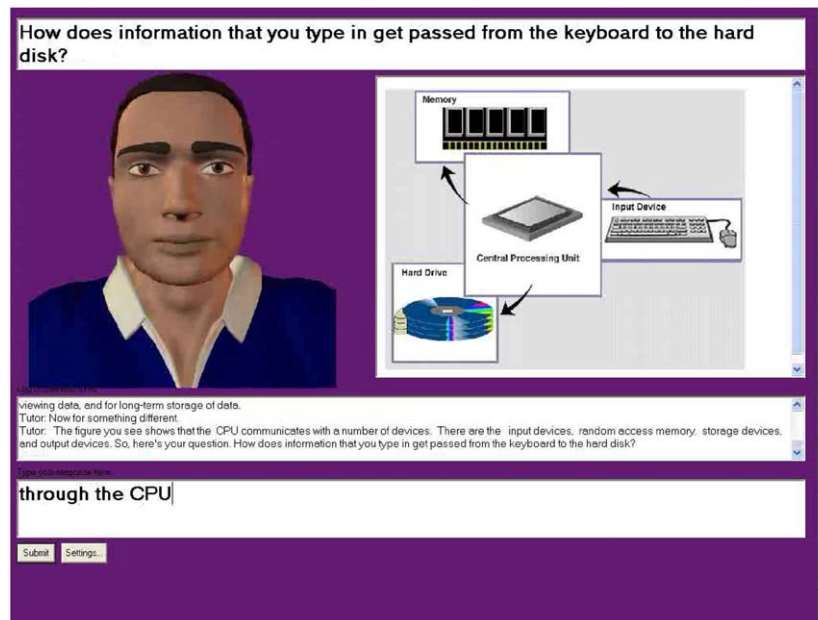 How does information that you type in get passed from the keyboard to the hard
disk?
Memory
Input Device
Central Processing Unit
Hard Drive
viewing data, and for long-term storage of data.
Tutor: Now for something different.
Tutor: The figure you see shows that the CPU communicates with a number of devices. There are the input devices, random access memory, storage devices,
and output devices. So, here's your question. How does information that you type in get passed from the keyboard to the hard disk?
Type your response here:
through the CPU
Submit
Settings...